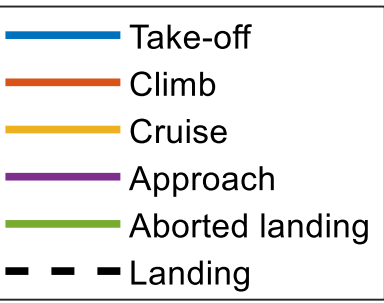 Take-off
Climb
Cruise
Approach
Aborted landing
Landing